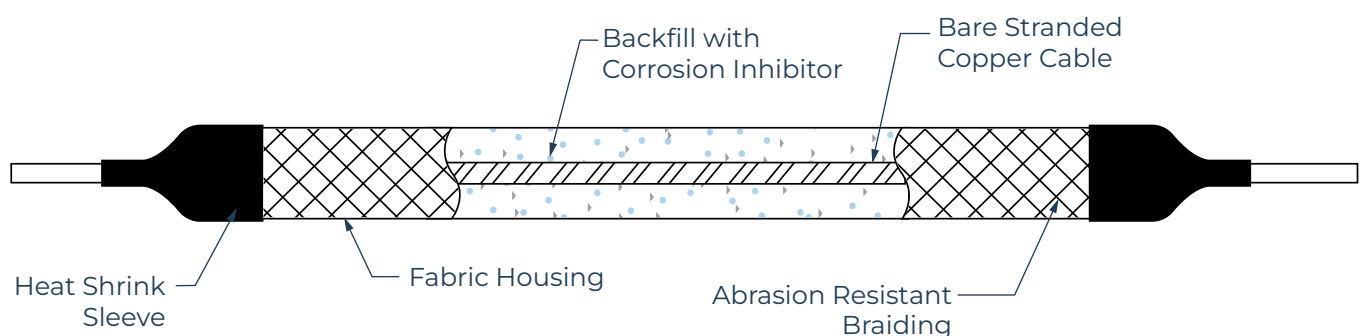 Backfill with
Corrosion Inhibitor
Bare Stranded
Copper Cable
Heat Shrink
Sleeve
Fabric Housing
Abrasion Resistant
Braiding